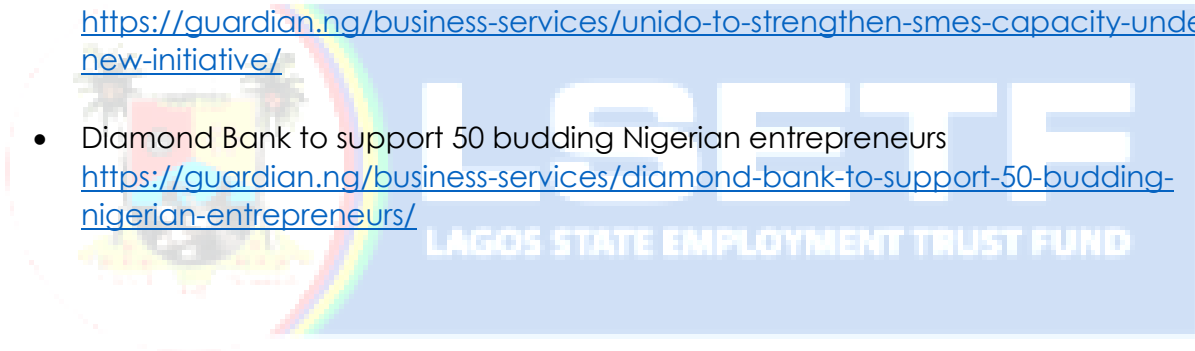 https://guardian.ng/business-services/unido-to-strengthen-smes-capacity-unde
new-initiative/
• Diamond Bank to support 50 budding Nigerian entrepreneurs
https://guardian.ng/business-services/diamond-bank-to-support-50-budding-
nigerian-entrepreneurs/
LSETF
LAGOS STATE EMPLOYMENT TRUST FUND